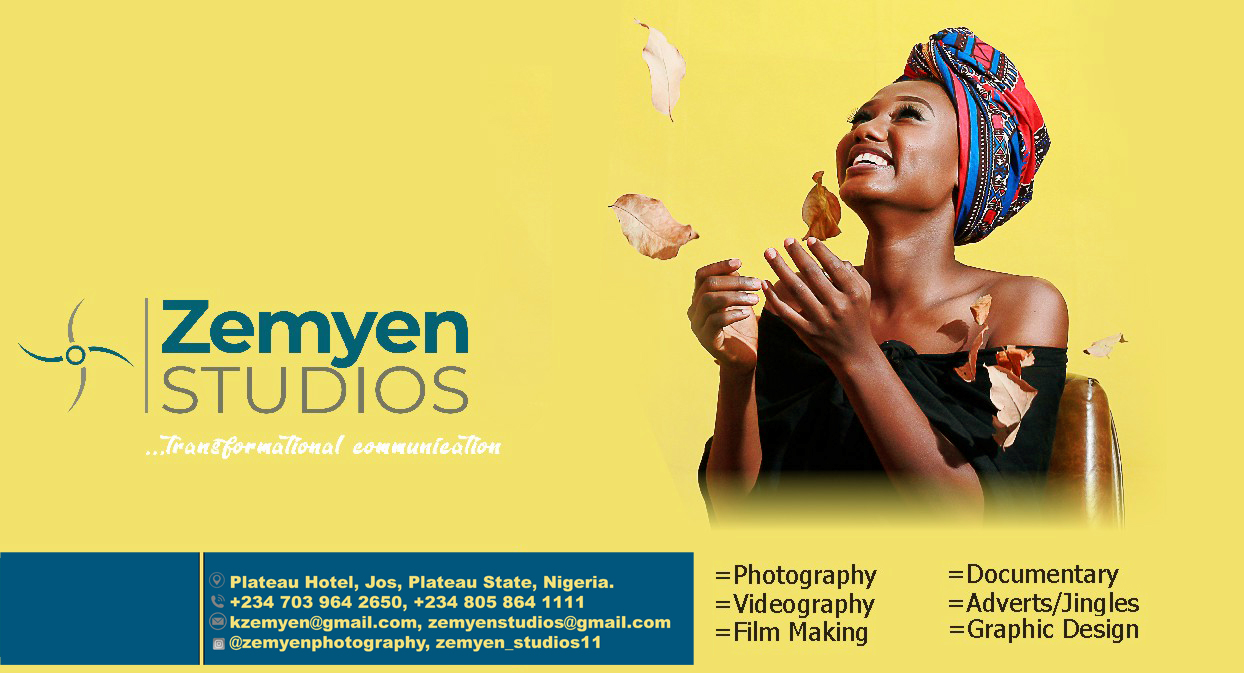 Zemyen
STUDIOS
...transformational communication
Plateau Hotel, Jos, Plateau State, Nigeria.
+234 703 964 2650, +234 805 864 1111
kzemyen@gmail.com, zemyenstudios@gmail.com
@zemyenphotography, zemyen_studios11
=Photography
=Videography
=Film Making
=Documentary
=Adverts/Jingles
=Graphic Design